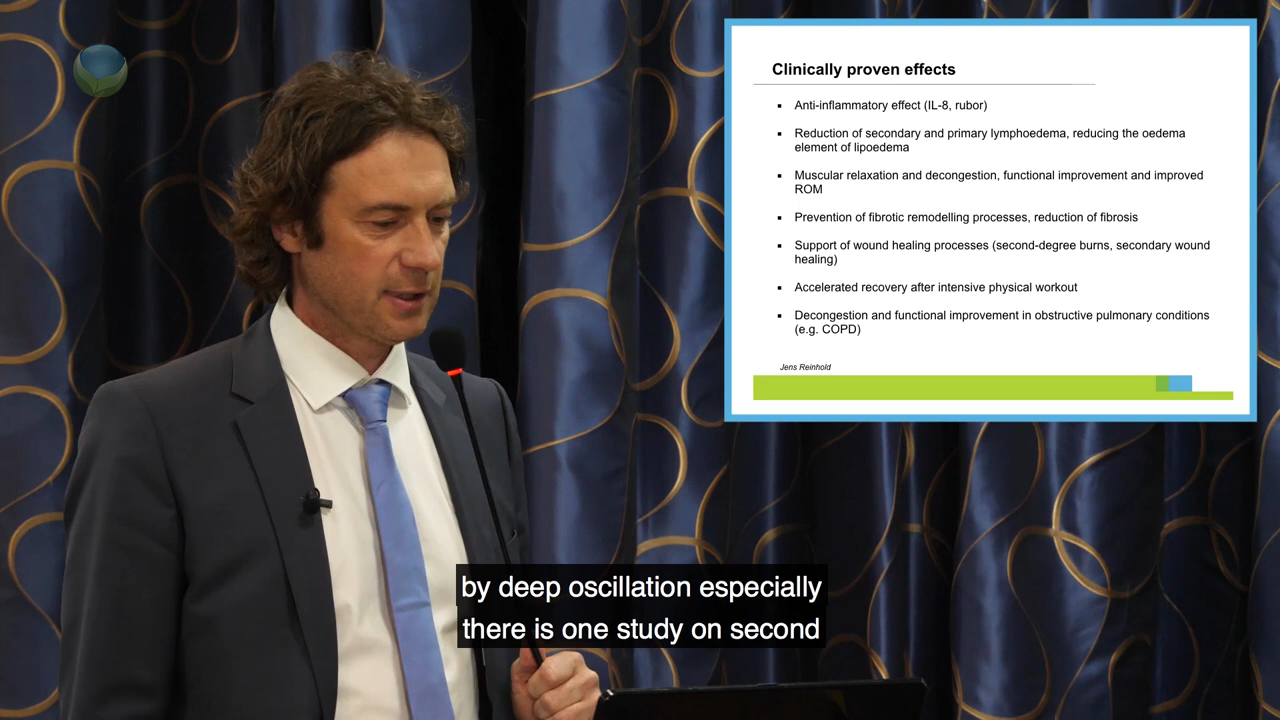 Clinically proven effects
▪ Anti-inflammatory effect (IL-8, rubor)
▪ Reduction of secondary and primary lymphoedema, reducing the oedema
element of lipoedema
▪ Muscular relaxation and decongestion, functional improvement and improved
ROM
▪ Prevention of fibrotic remodelling processes, reduction of fibrosis
▪ Support of wound healing processes (second-degree burns, secondary wound
healing)
▪ Accelerated recovery after intensive physical workout
▪ Decongestion and functional improvement in obstructive pulmonary conditions
(e.g. COPD)
Jens Reinhold
by deep oscillation especially
there is one study on second